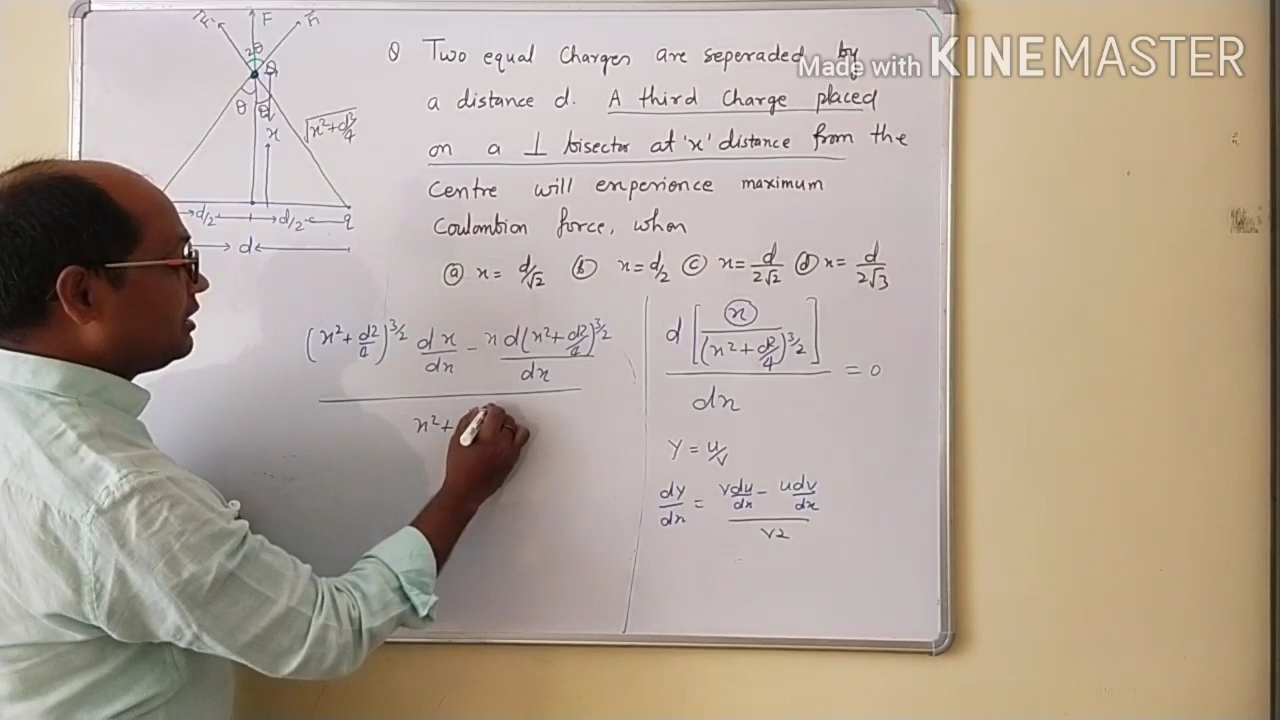 Made with KINEMASTER
F
F₁
2θ
θ
θ
√x²+d²/4
x
d/2
d/2
q
d
Q Two equal Charges are seperaded by
a distance d. A third Charge placed
on a ⊥ bisector at 'x' distance from the
Centre will experience maximum
Coulombian force, when
ⓐ x = d/√2 ⓑ x = d/2 ⓒ x = d/2√2 ⓓ x = d/2√3
(x² + d²/4)^3/2 dx/dx - x d(x² + d²/4)^3/2 / dx
x² +
d [x / (x² + d²/4)^3/2] / dx = 0
y = u/v
dy/dx = (v du/dx - u dv/dx) / v2